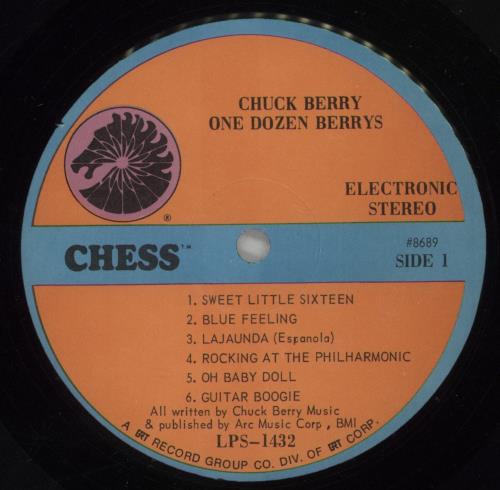 CHUCK BERRY
ONE DOZEN BERRYS
ELECTRONIC
STEREO
®
CHESS™
#8689
SIDE 1
1. SWEET LITTLE SIXTEEN
2. BLUE FEELING
3. LAJAUNDA (Espanola)
4. ROCKING AT THE PHILHARMONIC
5. OH BABY DOLL
6. GUITAR BOOGIE
All written by Chuck Berry Music
& published by Arc Music Corp, BMI
LPS-1432
A GRT RECORD GROUP CO. DIV. OF GRT CORP.